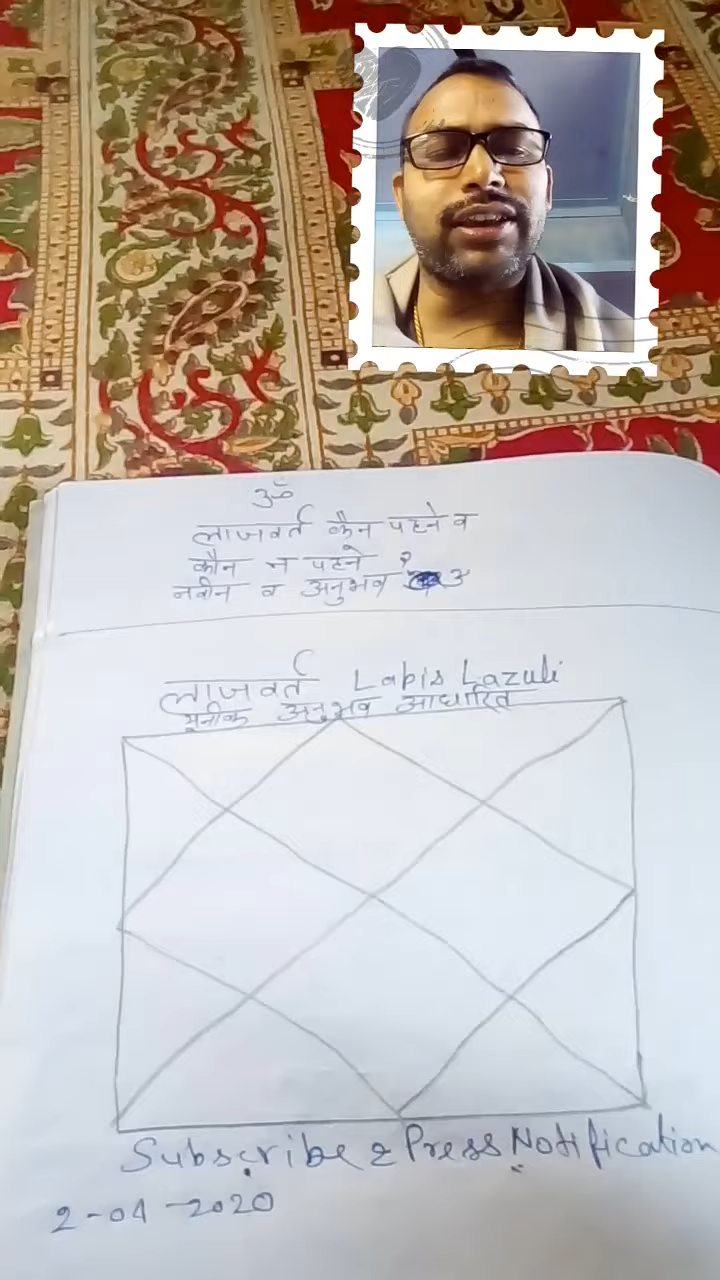 ॐ
लाजवर्त कौन पहने व
कौन न पहने ?
नवीन व अनुभव
लाजवर्त Labis Lazuli
अनुभव आधारित
Subscribe & Press Notification
2-04-2020